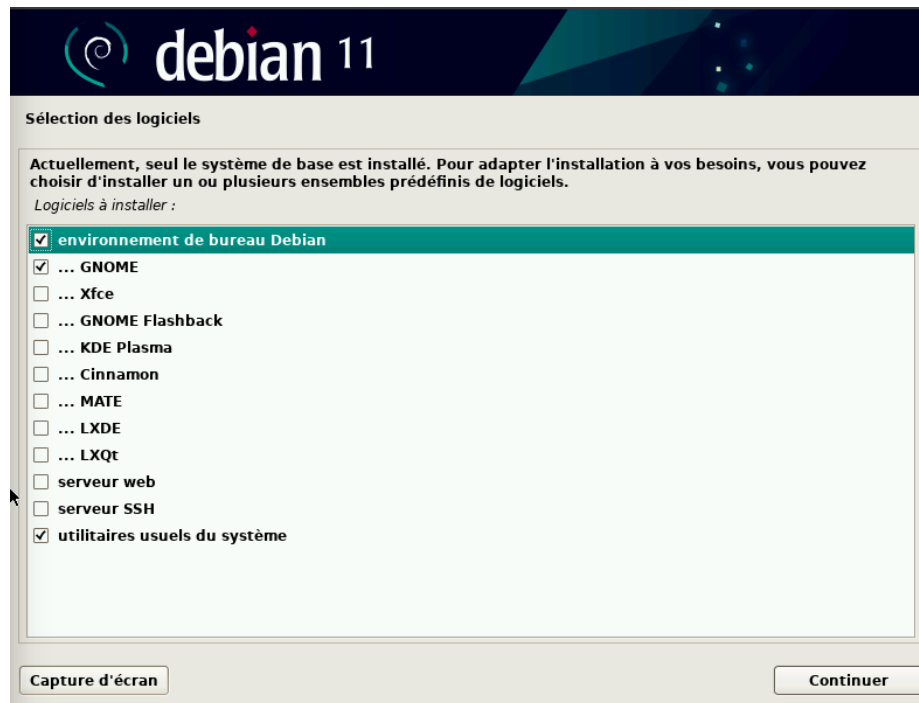 debian 11
Sélection des logiciels
Actuellement, seul le système de base est installé. Pour adapter l'installation à vos besoins, vous pouvez
choisir d'installer un ou plusieurs ensembles prédéfinis de logiciels.
Logiciels à installer :
environnement de bureau Debian
... GNOME
... Xfce
... GNOME Flashback
... KDE Plasma
... Cinnamon
... MATE
... LXDE
... LXQt
serveur web
serveur SSH
utilitaires usuels du système
Capture d'écran
Continuer